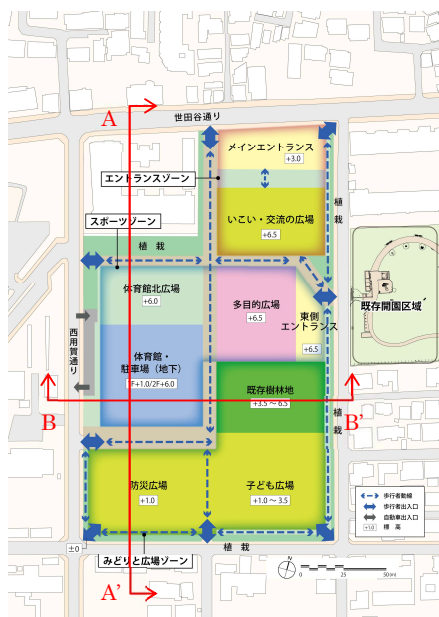 A
世田谷通り
メインエントランス
+3.0
エントランスゾーン
いこい・交流の広場
+6.5
植栽
スポーツゾーン
植 栽
体育館北広場
+6.0
多目的広場
+6.5
東側
エントランス
+6.5
既存開園区域
西用賀通り
体育館・
駐車場（地下）
1F+1.0/2F+6.0
既存樹林地
+3.5～6.5
B
B'
植栽
防災広場
+1.0
子ども広場
+1.0～3.5
歩行者動線
歩行者出入口
自動車出入口
+1.0 標 高
±0
植 栽
みどりと広場ゾーン
A'
N
0 25 50(m)